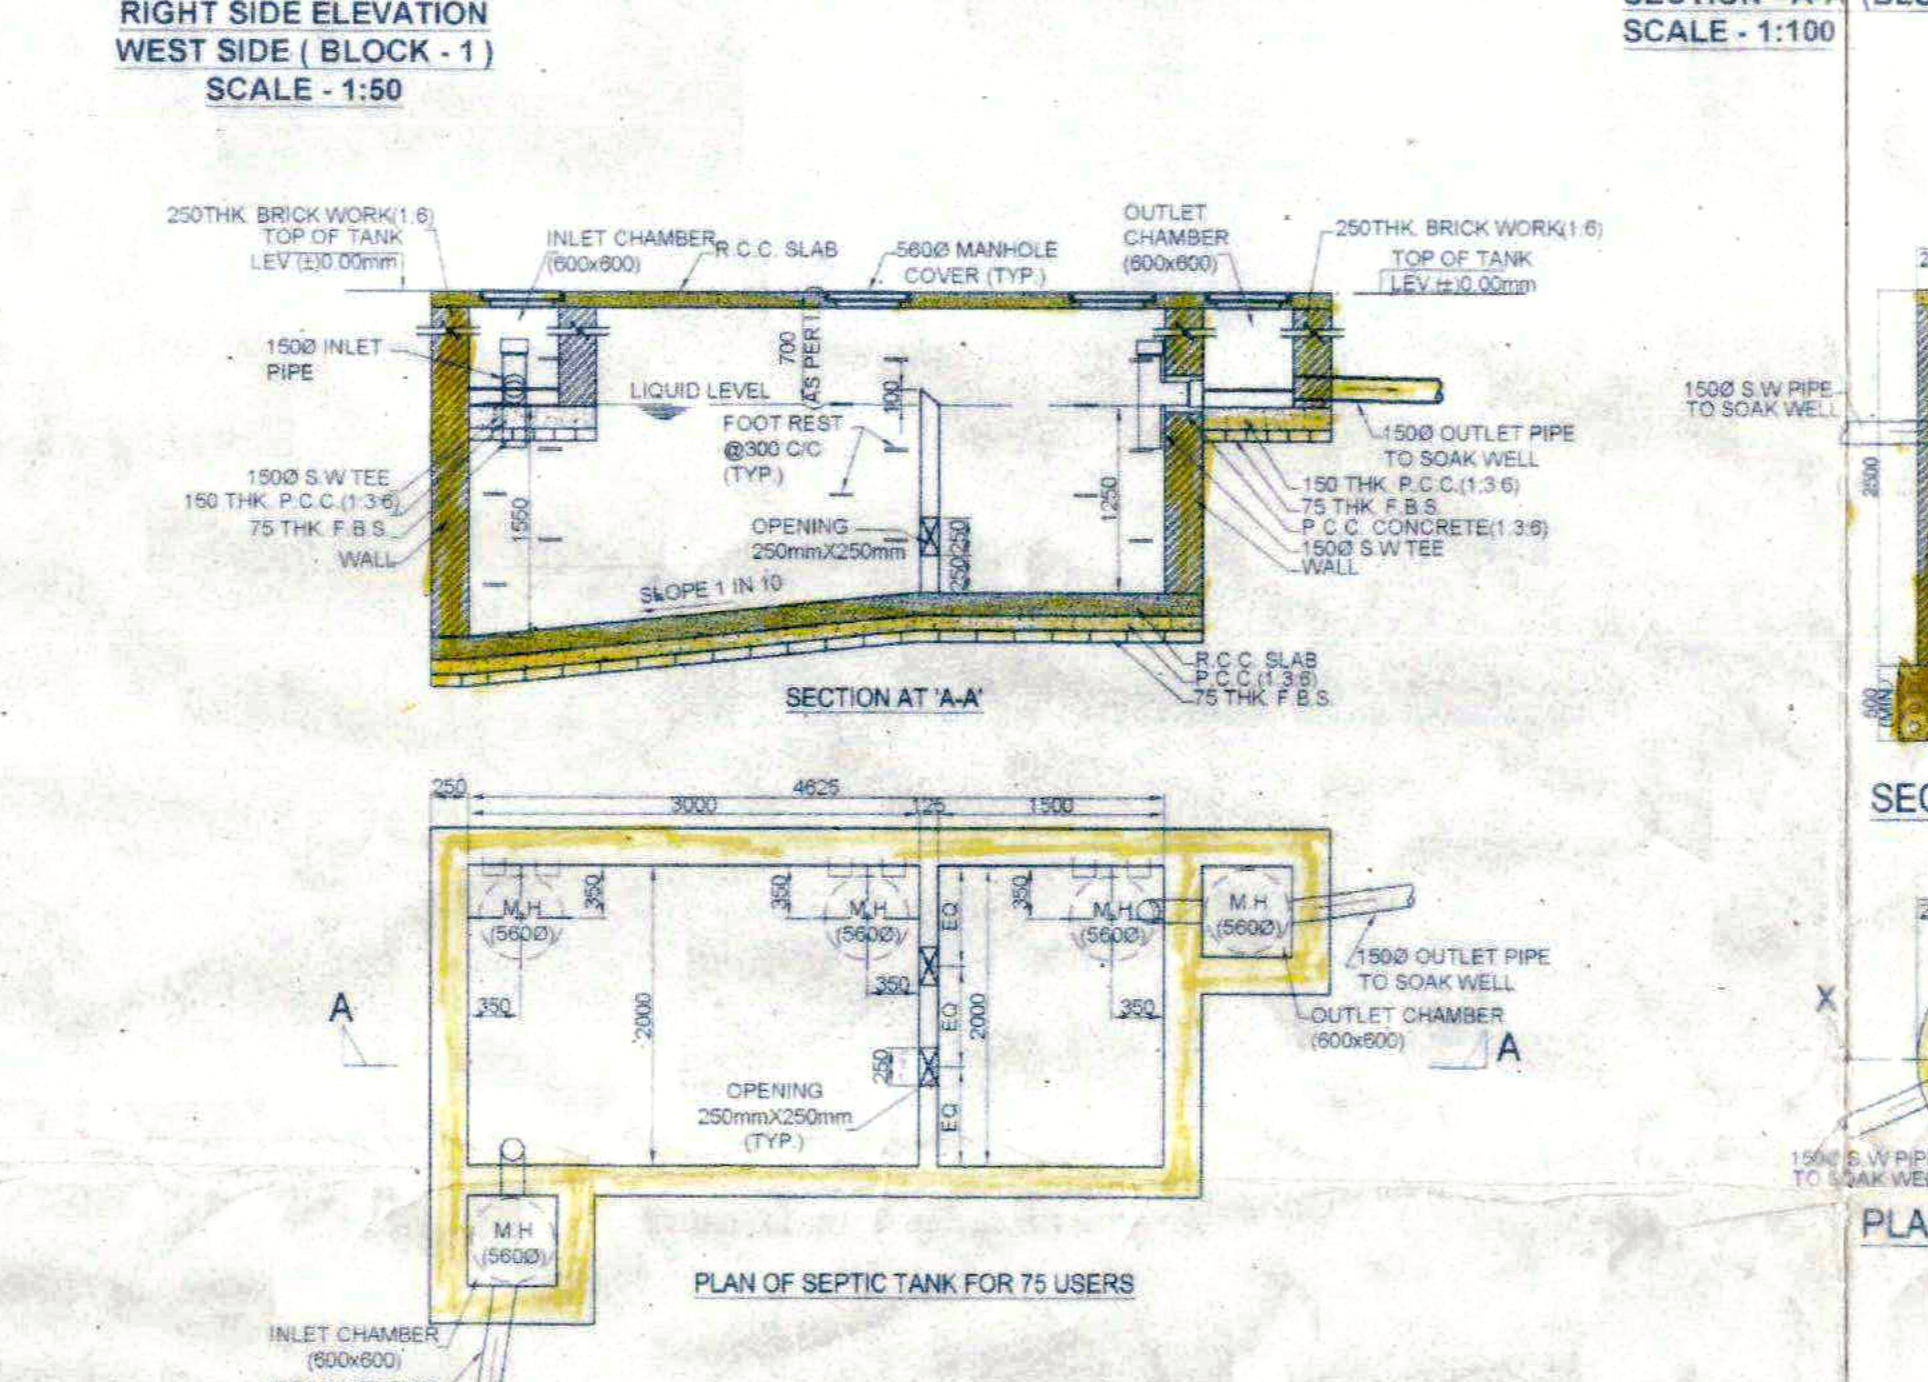 RIGHT SIDE ELEVATION
WEST SIDE ( BLOCK - 1 )
SCALE - 1:50
SCALE - 1:100
250THK. BRICK WORK(1:6)
TOP OF TANK
LEV (±)0.00mm
INLET CHAMBER
(600x600)
R.C.C. SLAB
560Ø MANHOLE
COVER (TYP.)
OUTLET
CHAMBER
(600x600)
250THK. BRICK WORK(1:6)
TOP OF TANK
LEV (±)0.00mm
150Ø INLET
PIPE
700
(AS PER
LIQUID LEVEL
100
FOOT REST
@300 C/C
(TYP.)
150Ø OUTLET PIPE
TO SOAK WELL
150Ø S.W TEE
150 THK. P.C.C.(1:3:6)
75 THK. F.B.S.
WALL
1550
OPENING
250mmX250mm
250
250
1250
150 THK. P.C.C.(1:3:6)
75 THK. F.B.S.
P.C.C. CONCRETE(1:3:6)
150Ø S.W TEE
WALL
SLOPE 1 IN 10
R.C.C. SLAB
P.C.C.(1:3:6)
75 THK. F.B.S.
SECTION AT 'A-A'
150Ø S.W PIPE
TO SOAK WELL
2500
(MIN)
250
4625
3000
125
1500
M.H
(560Ø)
350
350
M.H
(560Ø)
350
350
M.H
(560Ø)
350
350
M.H
(560Ø)
EQ
EQ
EQ
2000
2000
250
OPENING
250mmX250mm
(TYP.)
150Ø OUTLET PIPE
TO SOAK WELL
OUTLET CHAMBER
(600x600)
A
A
X
M.H
(560Ø)
INLET CHAMBER
(600x600)
PLAN OF SEPTIC TANK FOR 75 USERS